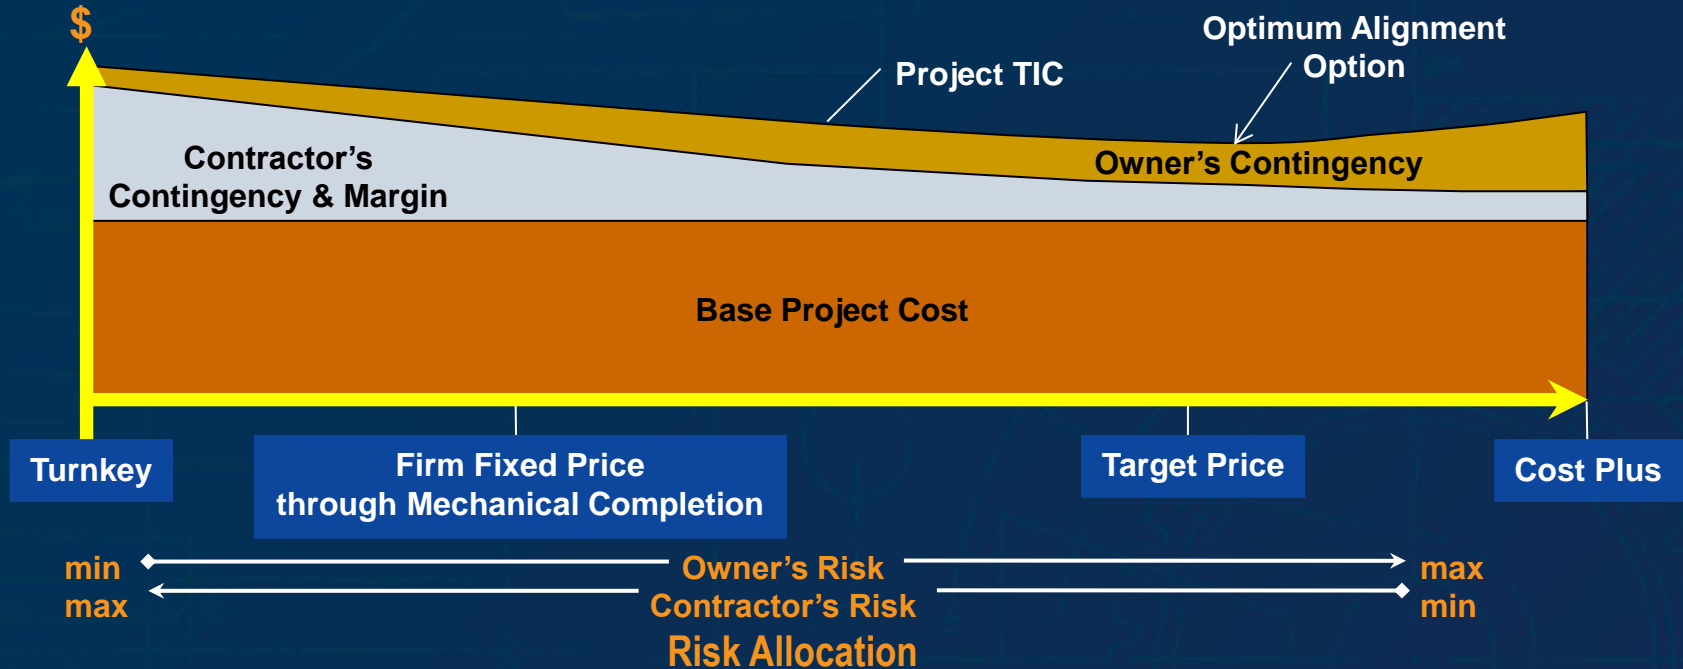 $
Optimum Alignment
Option
Project TIC
Contractor’s
Contingency & Margin
Owner’s Contingency
Base Project Cost
Turnkey
Firm Fixed Price
through Mechanical Completion
Target Price
Cost Plus
min Owner’s Risk max
max Contractor’s Risk min
Risk Allocation